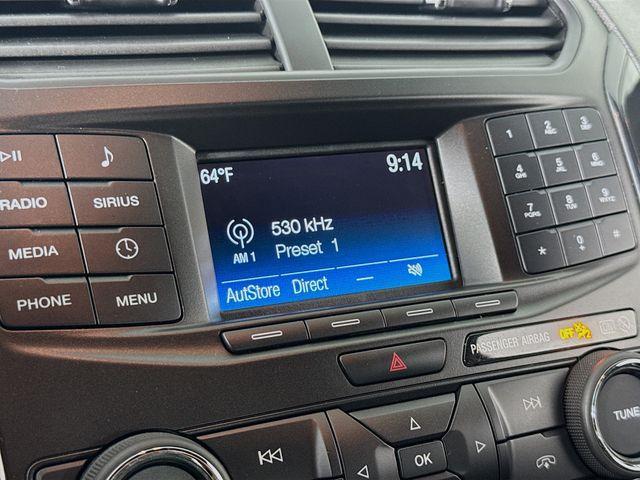 64°F
9:14
530 kHz
AM 1
Preset 1
AutStore Direct —
RADIO
SIRIUS
MEDIA
PHONE
MENU
1
2 ABC
3 DEF
4 GHI
5 JKL
6 MNO
7 PQRS
8 TUV
9 WXYZ
*
0 +
#
PASSENGER AIRBAG OFF 2
OK
TUNE